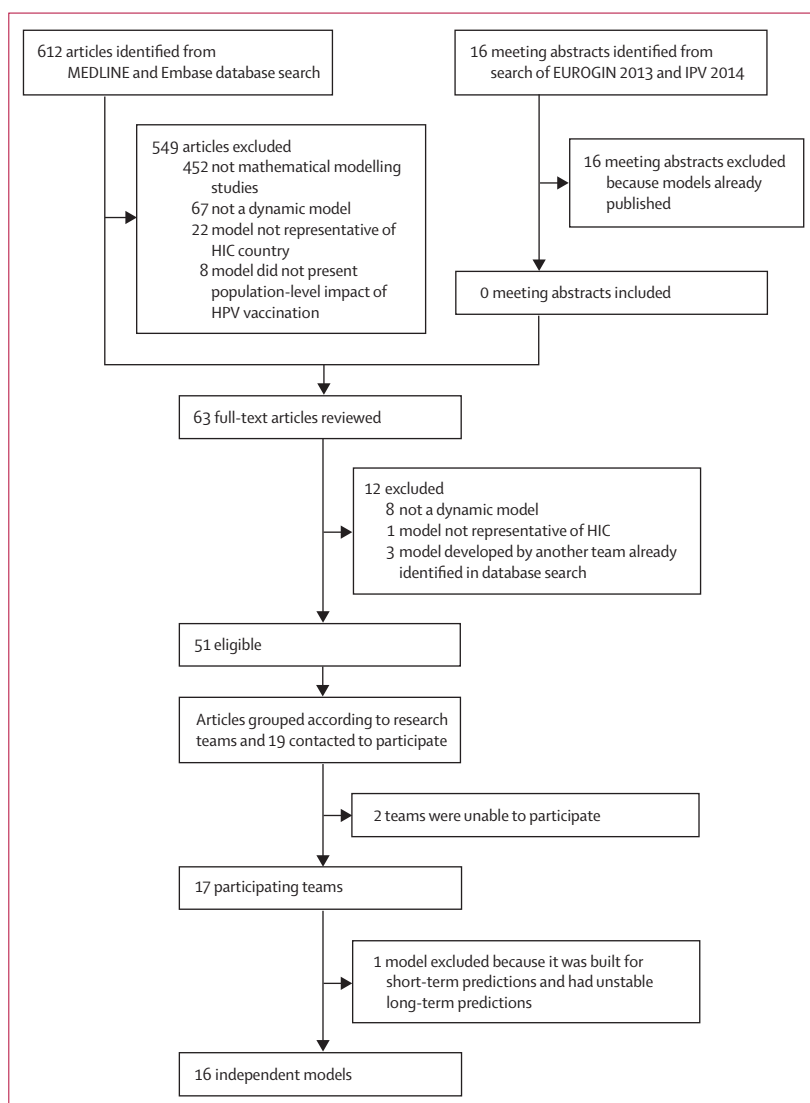 612 articles identified from
MEDLINE and Embase database search
16 meeting abstracts identified from
search of EUROGIN 2013 and IPV 2014
549 articles excluded
452 not mathematical modelling
studies
67 not a dynamic model
22 model not representative of
HIC country
8 model did not present
population-level impact of
HPV vaccination
16 meeting abstracts excluded
because models already
published
0 meeting abstracts included
63 full-text articles reviewed
12 excluded
8 not a dynamic model
1 model not representative of HIC
3 model developed by another team already
identified in database search
51 eligible
Articles grouped according to research
teams and 19 contacted to participate
2 teams were unable to participate
17 participating teams
1 model excluded because it was built for
short-term predictions and had unstable
long-term predictions
16 independent models